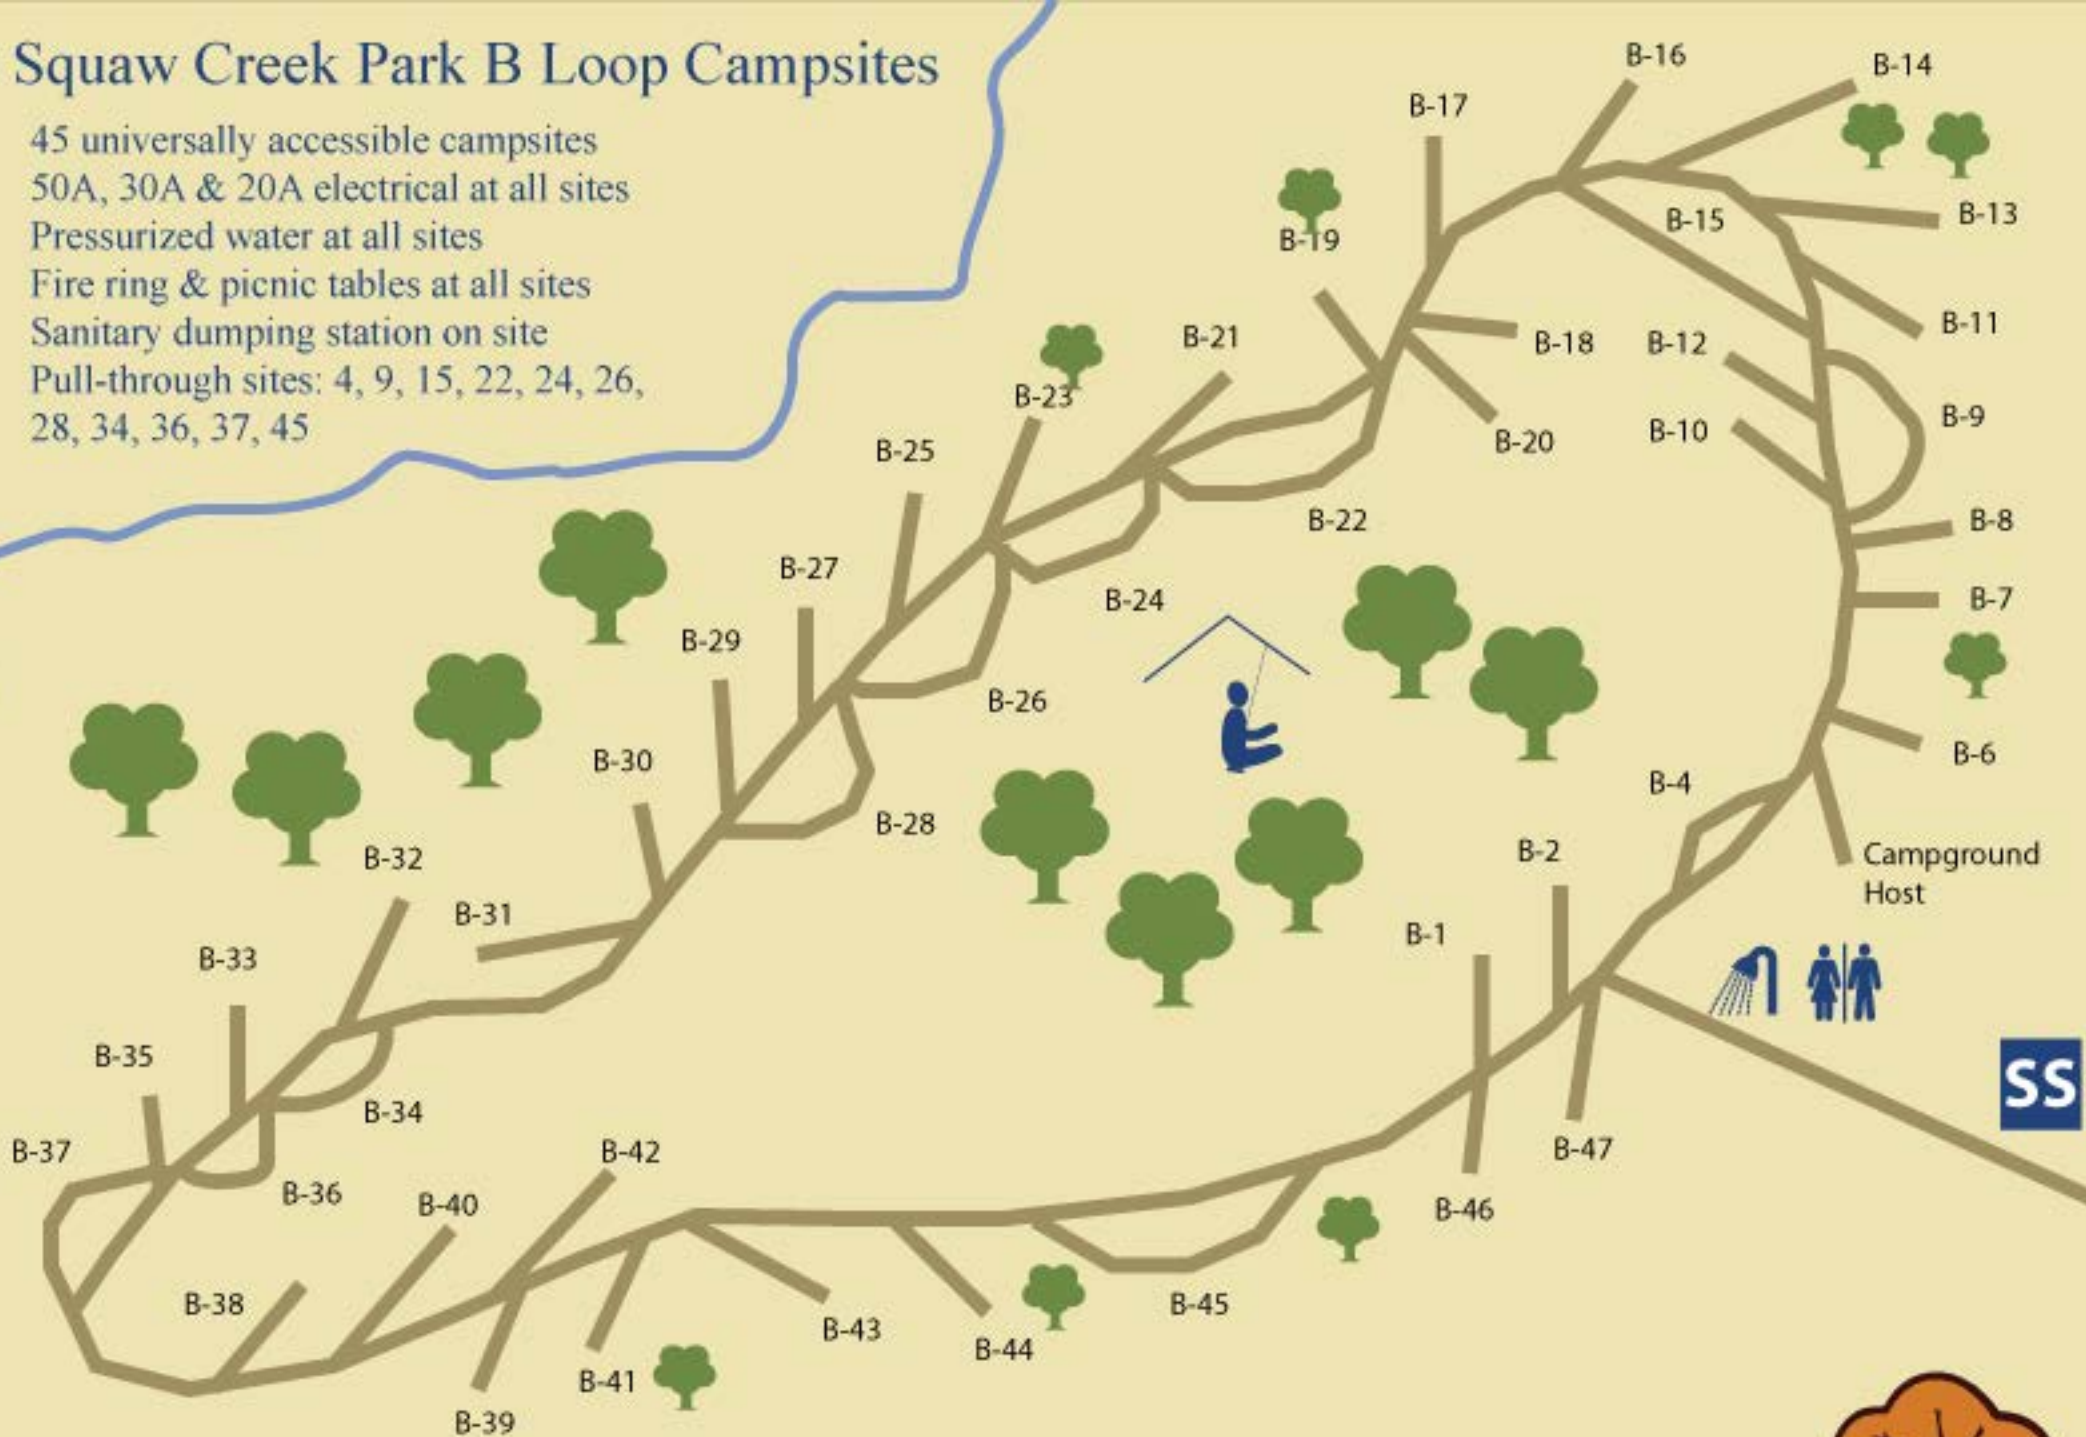 Squaw Creek Park B Loop Campsites
45 universally accessible campsites
50A, 30A & 20A electrical at all sites
Pressurized water at all sites
Fire ring & picnic tables at all sites
Sanitary dumping station on site
Pull-through sites: 4, 9, 15, 22, 24, 26,
28, 34, 36, 37, 45
B-16
B-14
B-17
B-15
B-13
B-19
B-11
B-21
B-18
B-12
B-23
B-9
B-10
B-20
B-25
B-22
B-8
B-27
B-24
B-7
B-29
B-26
B-6
B-30
B-4
B-28
B-2
B-32
Campground
Host
B-31
B-1
B-33
B-35
SS
B-34
B-37
B-42
B-47
B-36
B-40
B-46
B-38
B-45
B-43
B-44
B-41
B-39